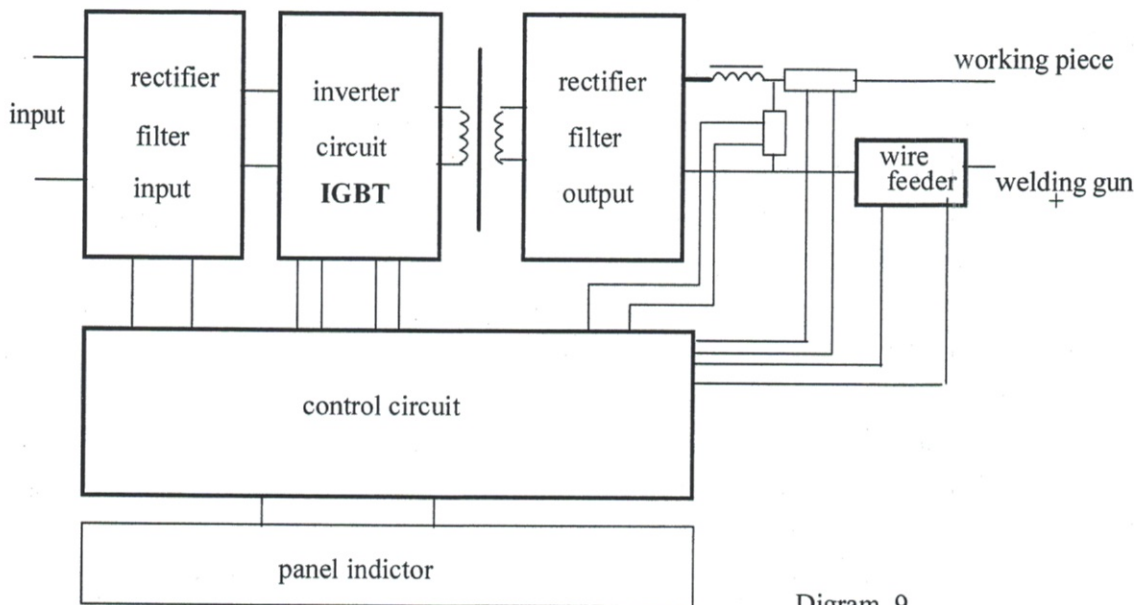 input
rectifier
filter
input
inverter
circuit
IGBT
rectifier
filter
output
working piece
wire
feeder
welding gun
+
control circuit
panel indictor
Digram 9